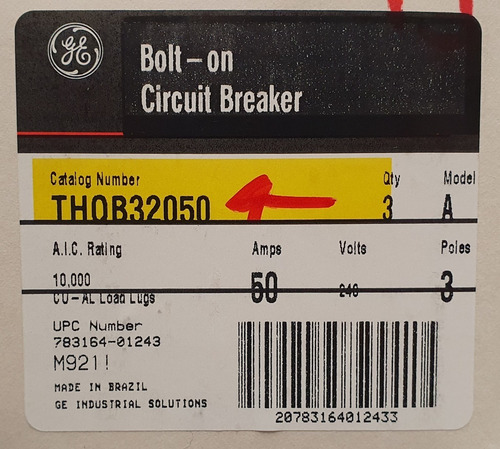 GE
Bolt-on
Circuit Breaker
Catalog Number Qty Model
THQB32050 3 A
A.I.C. Rating Amps Volts Poles
10,000 50 240 3
CU-AL Load Lugs
UPC Number
783164-01243
M921!
MADE IN BRAZIL
GE INDUSTRIAL SOLUTIONS
20783164012433